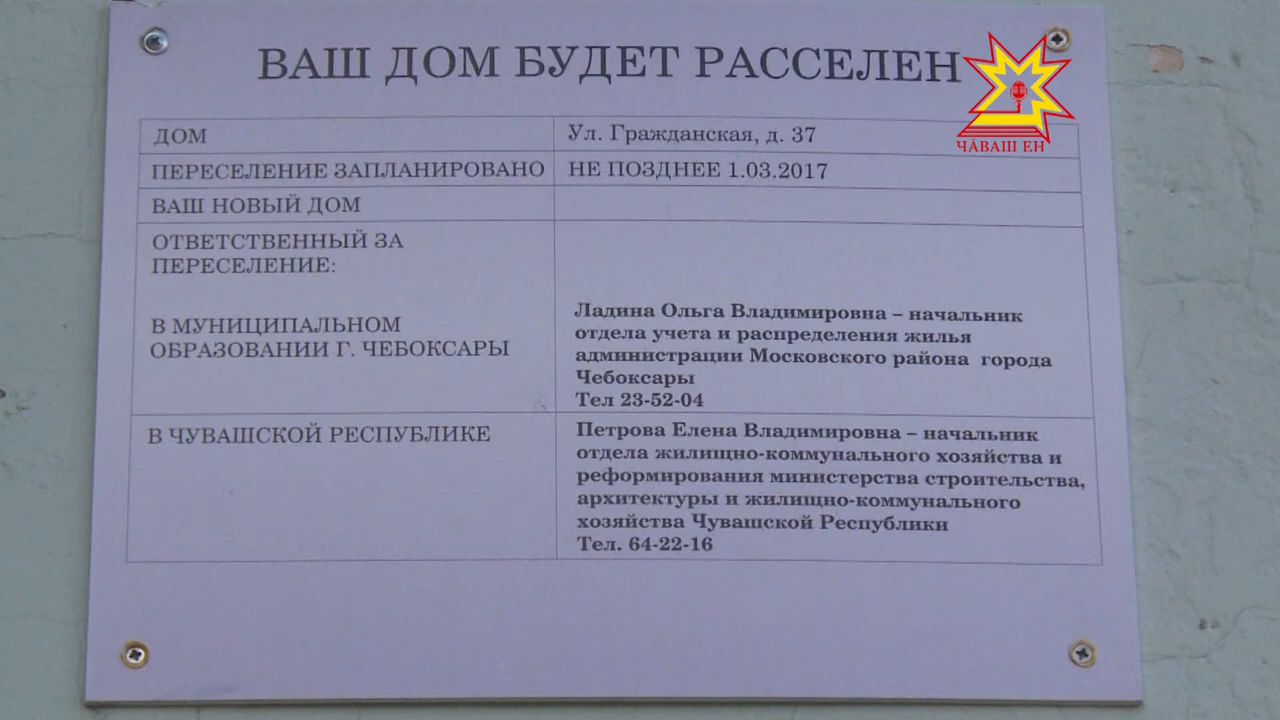 ВАШ ДОМ БУДЕТ РАССЕЛЕН
ЧӐВАШ ЕН
ДОМ
Ул. Гражданская, д. 37
ПЕРЕСЕЛЕНИЕ ЗАПЛАНИРОВАНО
НЕ ПОЗДНЕЕ 1.03.2017
ВАШ НОВЫЙ ДОМ
ОТВЕТСТВЕННЫЙ ЗА
ПЕРЕСЕЛЕНИЕ:
В МУНИЦИПАЛЬНОМ
ОБРАЗОВАНИИ Г. ЧЕБОКСАРЫ
Ладина Ольга Владимировна – начальник
отдела учета и распределения жилья
администрации Московского района города
Чебоксары
Тел 23-52-04
В ЧУВАШСКОЙ РЕСПУБЛИКЕ
Петрова Елена Владимировна – начальник
отдела жилищно-коммунального хозяйства и
реформирования министерства строительства,
архитектуры и жилищно-коммунального
хозяйства Чувашской Республики
Тел. 64-22-16